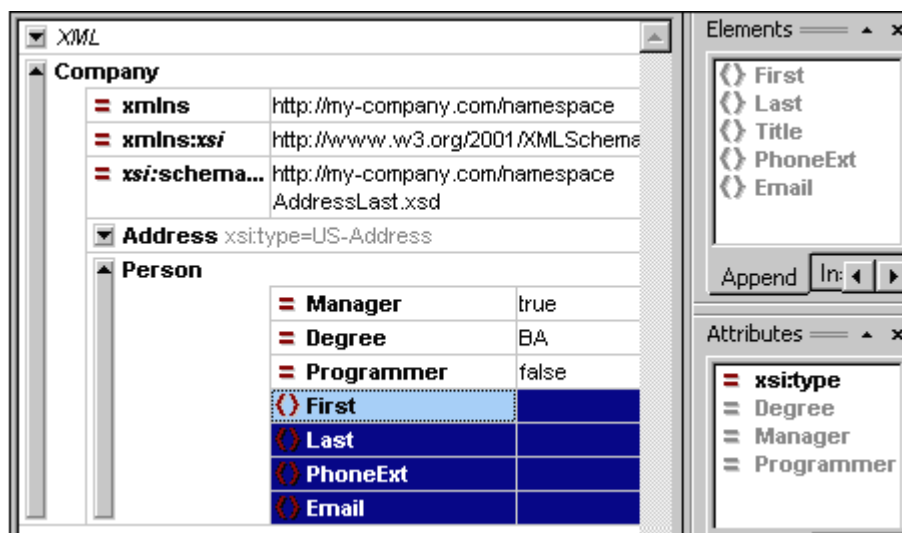 XML
Company
= xmlns http://my-company.com/namespace
= xmlns:xsi http://www.w3.org/2001/XMLSchema
= xsi:schema... http://my-company.com/namespace
AddressLast.xsd
Address xsi:type=US-Address
Person
= Manager true
= Degree BA
= Programmer false
() First
() Last
() PhoneExt
() Email
Elements
() First
() Last
() Title
() PhoneExt
() Email
Append In
Attributes
= xsi:type
= Degree
= Manager
= Programmer